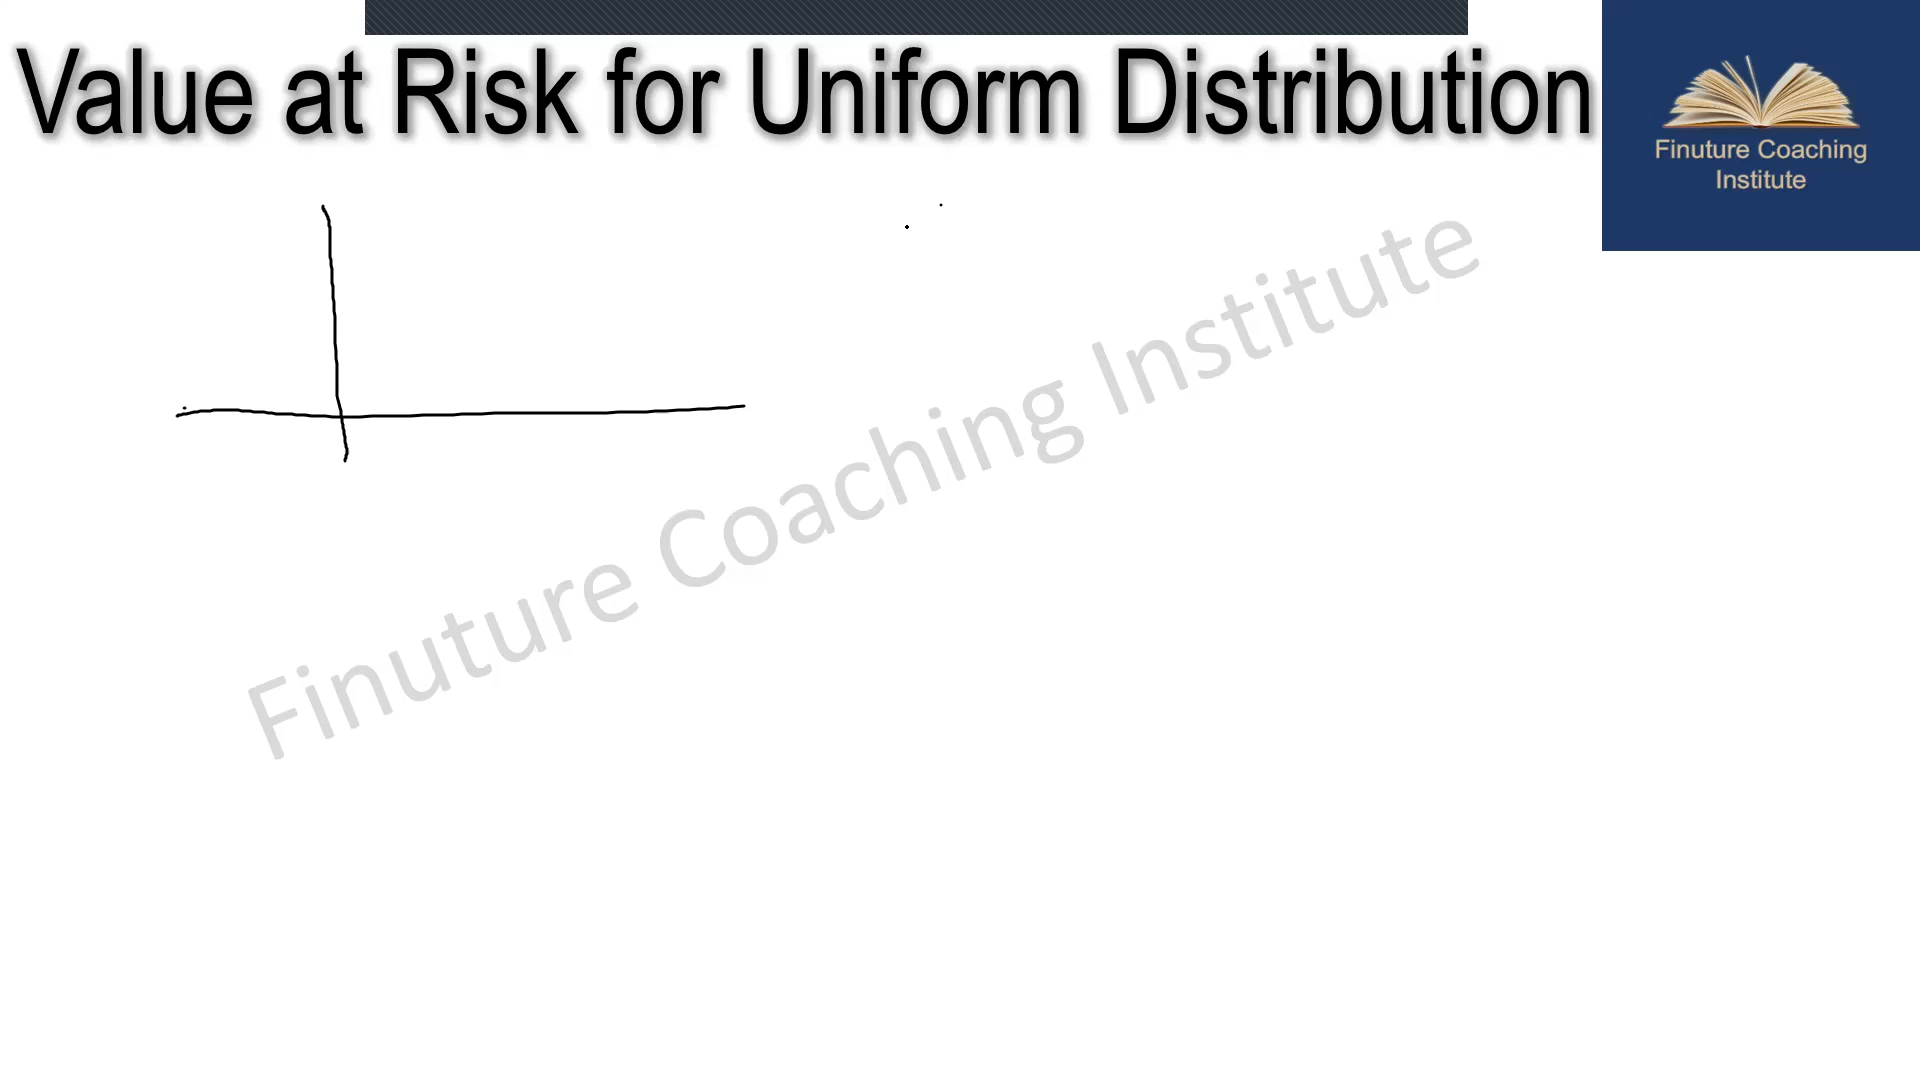 Value at Risk for Uniform Distribution
Finuture Coaching
Institute
Finuture Coaching Institute